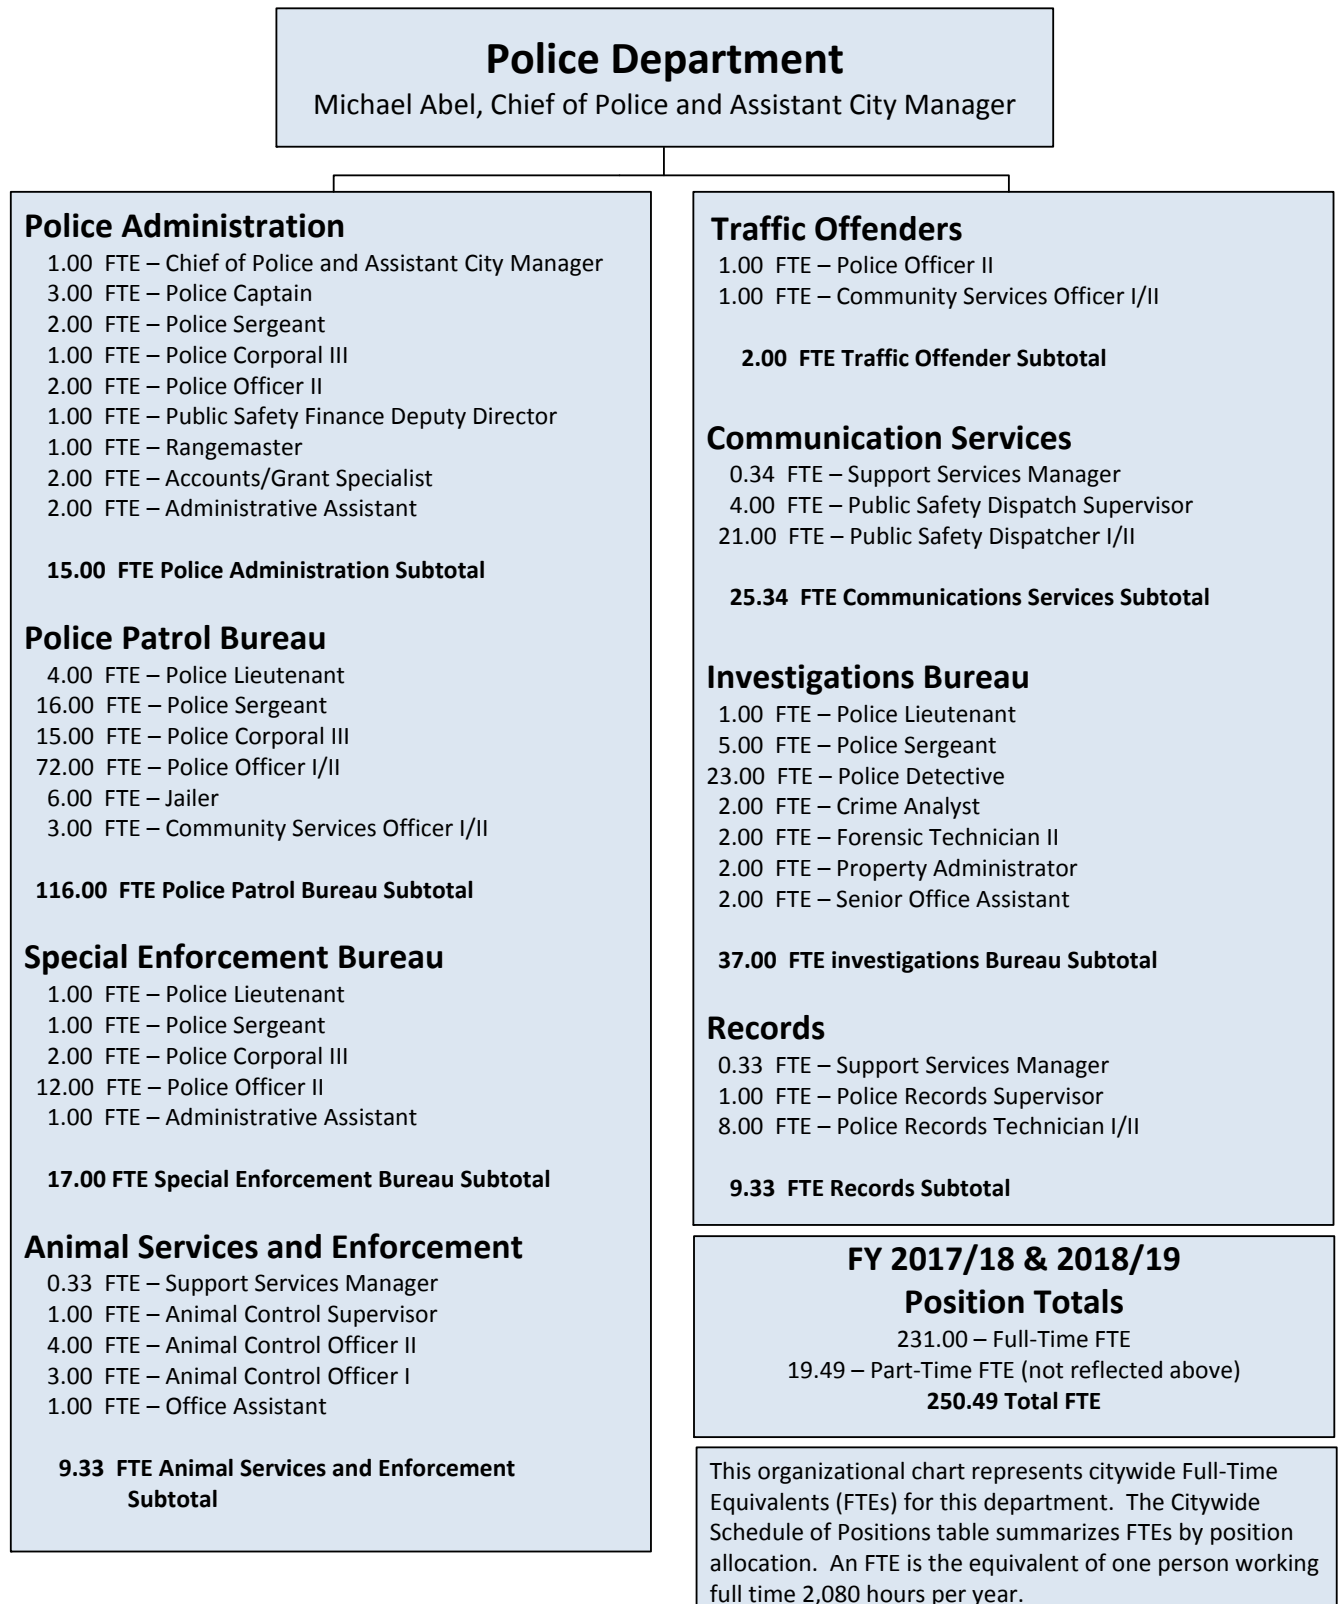 Police Department
Michael Abel, Chief of Police and Assistant City Manager
Police Administration
1.00 FTE – Chief of Police and Assistant City Manager
3.00 FTE – Police Captain
2.00 FTE – Police Sergeant
1.00 FTE – Police Corporal III
2.00 FTE – Police Officer II
1.00 FTE – Public Safety Finance Deputy Director
1.00 FTE – Rangemaster
2.00 FTE – Accounts/Grant Specialist
2.00 FTE – Administrative Assistant
15.00 FTE Police Administration Subtotal
Police Patrol Bureau
4.00 FTE – Police Lieutenant
16.00 FTE – Police Sergeant
15.00 FTE – Police Corporal III
72.00 FTE – Police Officer I/II
6.00 FTE – Jailer
3.00 FTE – Community Services Officer I/II
116.00 FTE Police Patrol Bureau Subtotal
Special Enforcement Bureau
1.00 FTE – Police Lieutenant
1.00 FTE – Police Sergeant
2.00 FTE – Police Corporal III
12.00 FTE – Police Officer II
1.00 FTE – Administrative Assistant
17.00 FTE Special Enforcement Bureau Subtotal
Animal Services and Enforcement
0.33 FTE – Support Services Manager
1.00 FTE – Animal Control Supervisor
4.00 FTE – Animal Control Officer II
3.00 FTE – Animal Control Officer I
1.00 FTE – Office Assistant
9.33 FTE Animal Services and Enforcement
Subtotal
Traffic Offenders
1.00 FTE – Police Officer II
1.00 FTE – Community Services Officer I/II
2.00 FTE Traffic Offender Subtotal
Communication Services
0.34 FTE – Support Services Manager
4.00 FTE – Public Safety Dispatch Supervisor
21.00 FTE – Public Safety Dispatcher I/II
25.34 FTE Communications Services Subtotal
Investigations Bureau
1.00 FTE – Police Lieutenant
5.00 FTE – Police Sergeant
23.00 FTE – Police Detective
2.00 FTE – Crime Analyst
2.00 FTE – Forensic Technician II
2.00 FTE – Property Administrator
2.00 FTE – Senior Office Assistant
37.00 FTE investigations Bureau Subtotal
Records
0.33 FTE – Support Services Manager
1.00 FTE – Police Records Supervisor
8.00 FTE – Police Records Technician I/II
9.33 FTE Records Subtotal
FY 2017/18 & 2018/19
Position Totals
231.00 – Full-Time FTE
19.49 – Part-Time FTE (not reflected above)
250.49 Total FTE
This organizational chart represents citywide Full-Time
Equivalents (FTEs) for this department. The Citywide
Schedule of Positions table summarizes FTEs by position
allocation. An FTE is the equivalent of one person working
full time 2,080 hours per year.